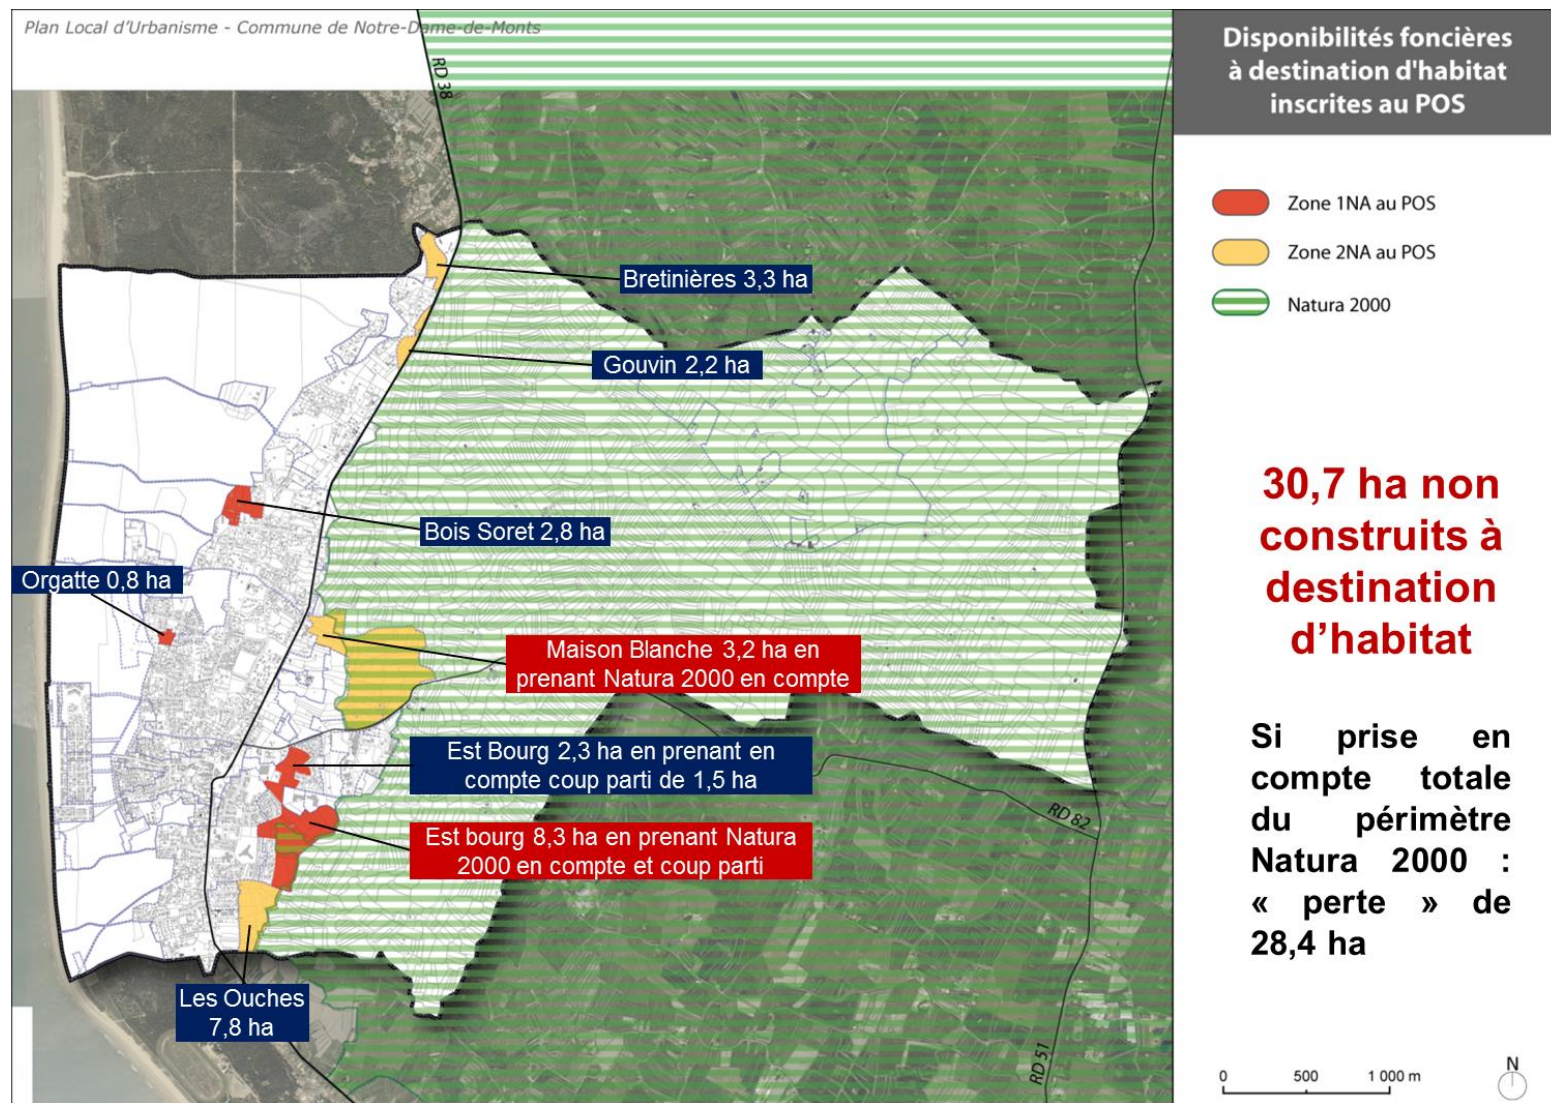 Plan Local d'Urbanisme - Commune de Notre-Dame-de-Monts
RD 38
Disponibilités foncières
à destination d'habitat
inscrites au POS
Zone 1NA au POS
Zone 2NA au POS
Natura 2000
Bretinières 3,3 ha
Gouvin 2,2 ha
Bois Soret 2,8 ha
Orgatte 0,8 ha
Maison Blanche 3,2 ha en
prenant Natura 2000 en compte
Est Bourg 2,3 ha en prenant en
compte coup parti de 1,5 ha
Est bourg 8,3 ha en prenant Natura
2000 en compte et coup parti
Les Ouches
7,8 ha
RD 82
RD 51
30,7 ha non
construits à
destination
d’habitat
Si prise en
compte totale
du périmètre
Natura 2000 :
« perte » de
28,4 ha
0 500 1 000 m
N